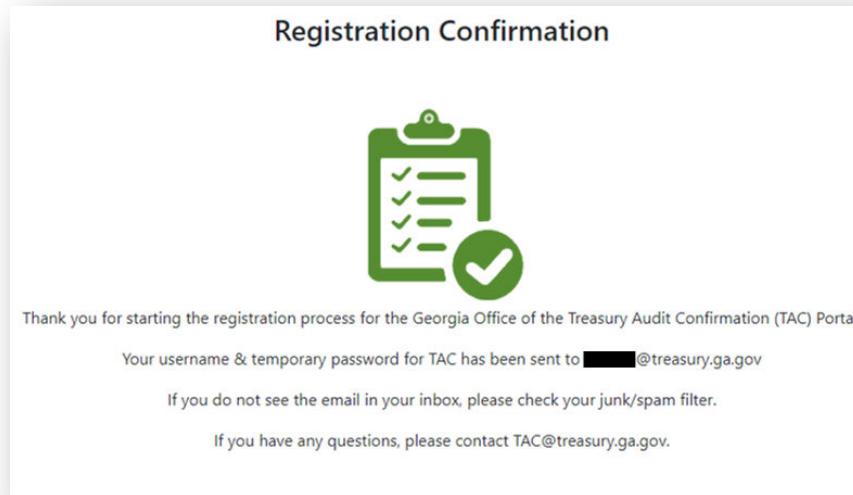 Registration Confirmation
Thank you for starting the registration process for the Georgia Office of the Treasury Audit Confirmation (TAC) Porta
Your username & temporary password for TAC has been sent to @treasury.ga.gov
If you do not see the email in your inbox, please check your junk/spam filter.
If you have any questions, please contact TAC@treasury.ga.gov.